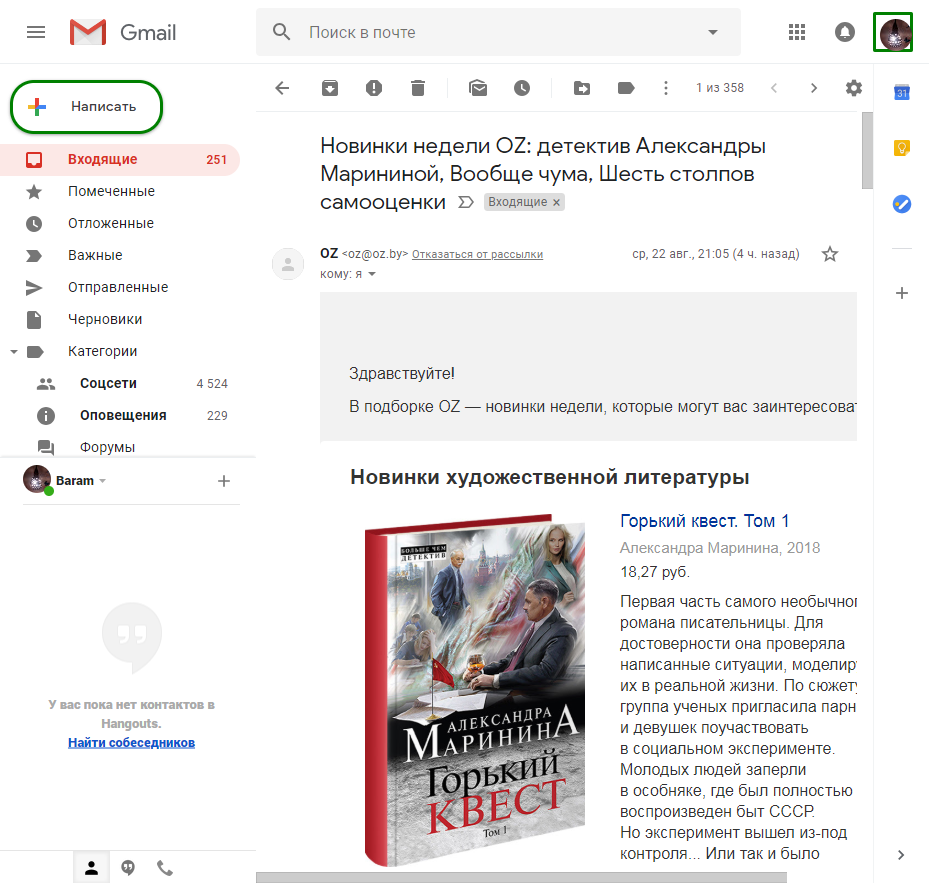 Gmail
Поиск в почте
Написать
1 из 358
31
Входящие 251
Помеченные
Отложенные
Важные
Отправленные
Черновики
Категории
Соцсети 4 524
Оповещения 229
Форумы
Baram
У вас пока нет контактов в
Hangouts.
Найти собеседников
Новинки недели OZ: детектив Александры
Марининой, Вообще чума, Шесть столпов
самооценки Входящие ×
OZ <oz@oz.by> Отказаться от рассылки ср, 22 авг., 21:05 (4 ч. назад)
кому: я
Здравствуйте!
В подборке OZ — новинки недели, которые могут вас заинтересоват
Новинки художественной литературы
БОЛЬШЕ ЧЕМ
ДЕТЕКТИВ
АЛЕКСАНДРА
МАРИНИНА
Горький
КВЕСТ
Том 1
Горький квест. Том 1
Александра Маринина, 2018
18,27 руб.
Первая часть самого необычног
романа писательницы. Для
достоверности она проверяла
написанные ситуации, моделиру
их в реальной жизни. По сюжету
группа ученых пригласила парн
и девушек поучаствовать
в социальном эксперименте.
Молодых людей заперли
в особняке, где был полностью
воспроизведен быт СССР.
Но эксперимент вышел из-под
контроля... Или так и было